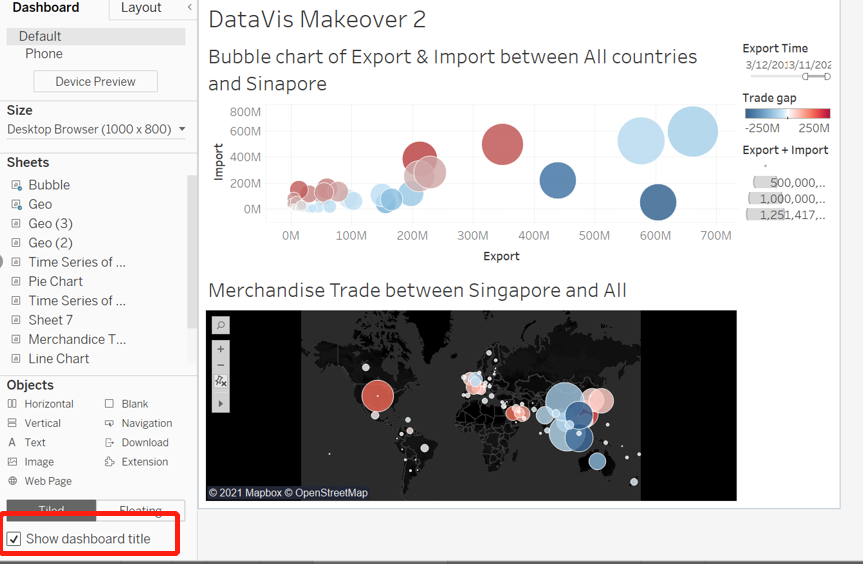 Dashboard
Layout
<
Default
Phone
Device Preview
Size
Desktop Browser (1000 x 800)
Sheets
Bubble
Geo
Geo (3)
Geo (2)
Time Series of ...
Pie Chart
Time Series of ...
Sheet 7
Merchandice T...
Line Chart
Objects
Horizontal
Blank
Vertical
Navigation
A Text
Download
Image
Extension
Web Page
Tiled
Floating
Show dashboard title
DataVis Makeover 2
Bubble chart of Export & Import between All countries
and Sinapore
Import
800M
600M
400M
200M
0M
0M
100M
200M
300M
400M
500M
600M
700M
Export
Merchandise Trade between Singapore and All
+
−
© 2021 Mapbox © OpenStreetMap
Export Time
Trade gap
-250M
250M
Export + Import
500,000,..
1,000,000,..
1,251,417,..